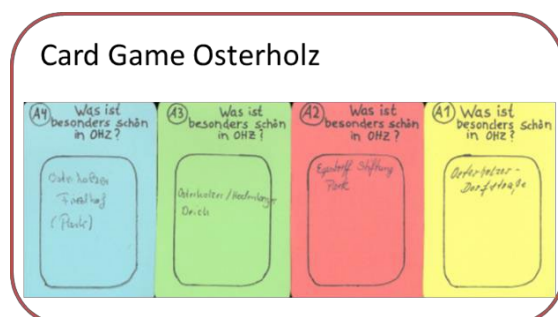 Card Game Osterholz
A4 Was ist
besonders schön
in OHZ?
Osterholzer
Friedhof
(Park)
A3 Was ist
besonders schön
in OHZ?
Osterholzer/
Deich
A2 Was ist
besonders schön
in OHZ?
Egestorff Stiftung
Park
A1 Was ist
besonders schön
in OHZ?
Osterholzer-
Dorfstraße